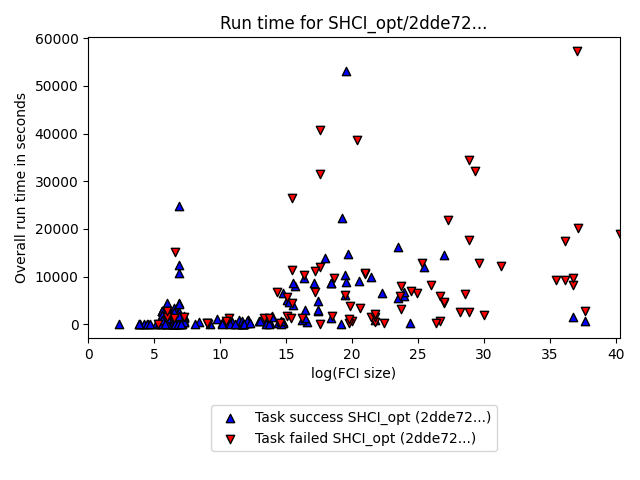 Run time for SHCI_opt/2dde72...
Overall run time in seconds
60000
50000
40000
30000
20000
10000
0
0 5 10 15 20 25 30 35 40
log(FCI size)
Task success SHCI_opt (2dde72...)
Task failed SHCI_opt (2dde72...)